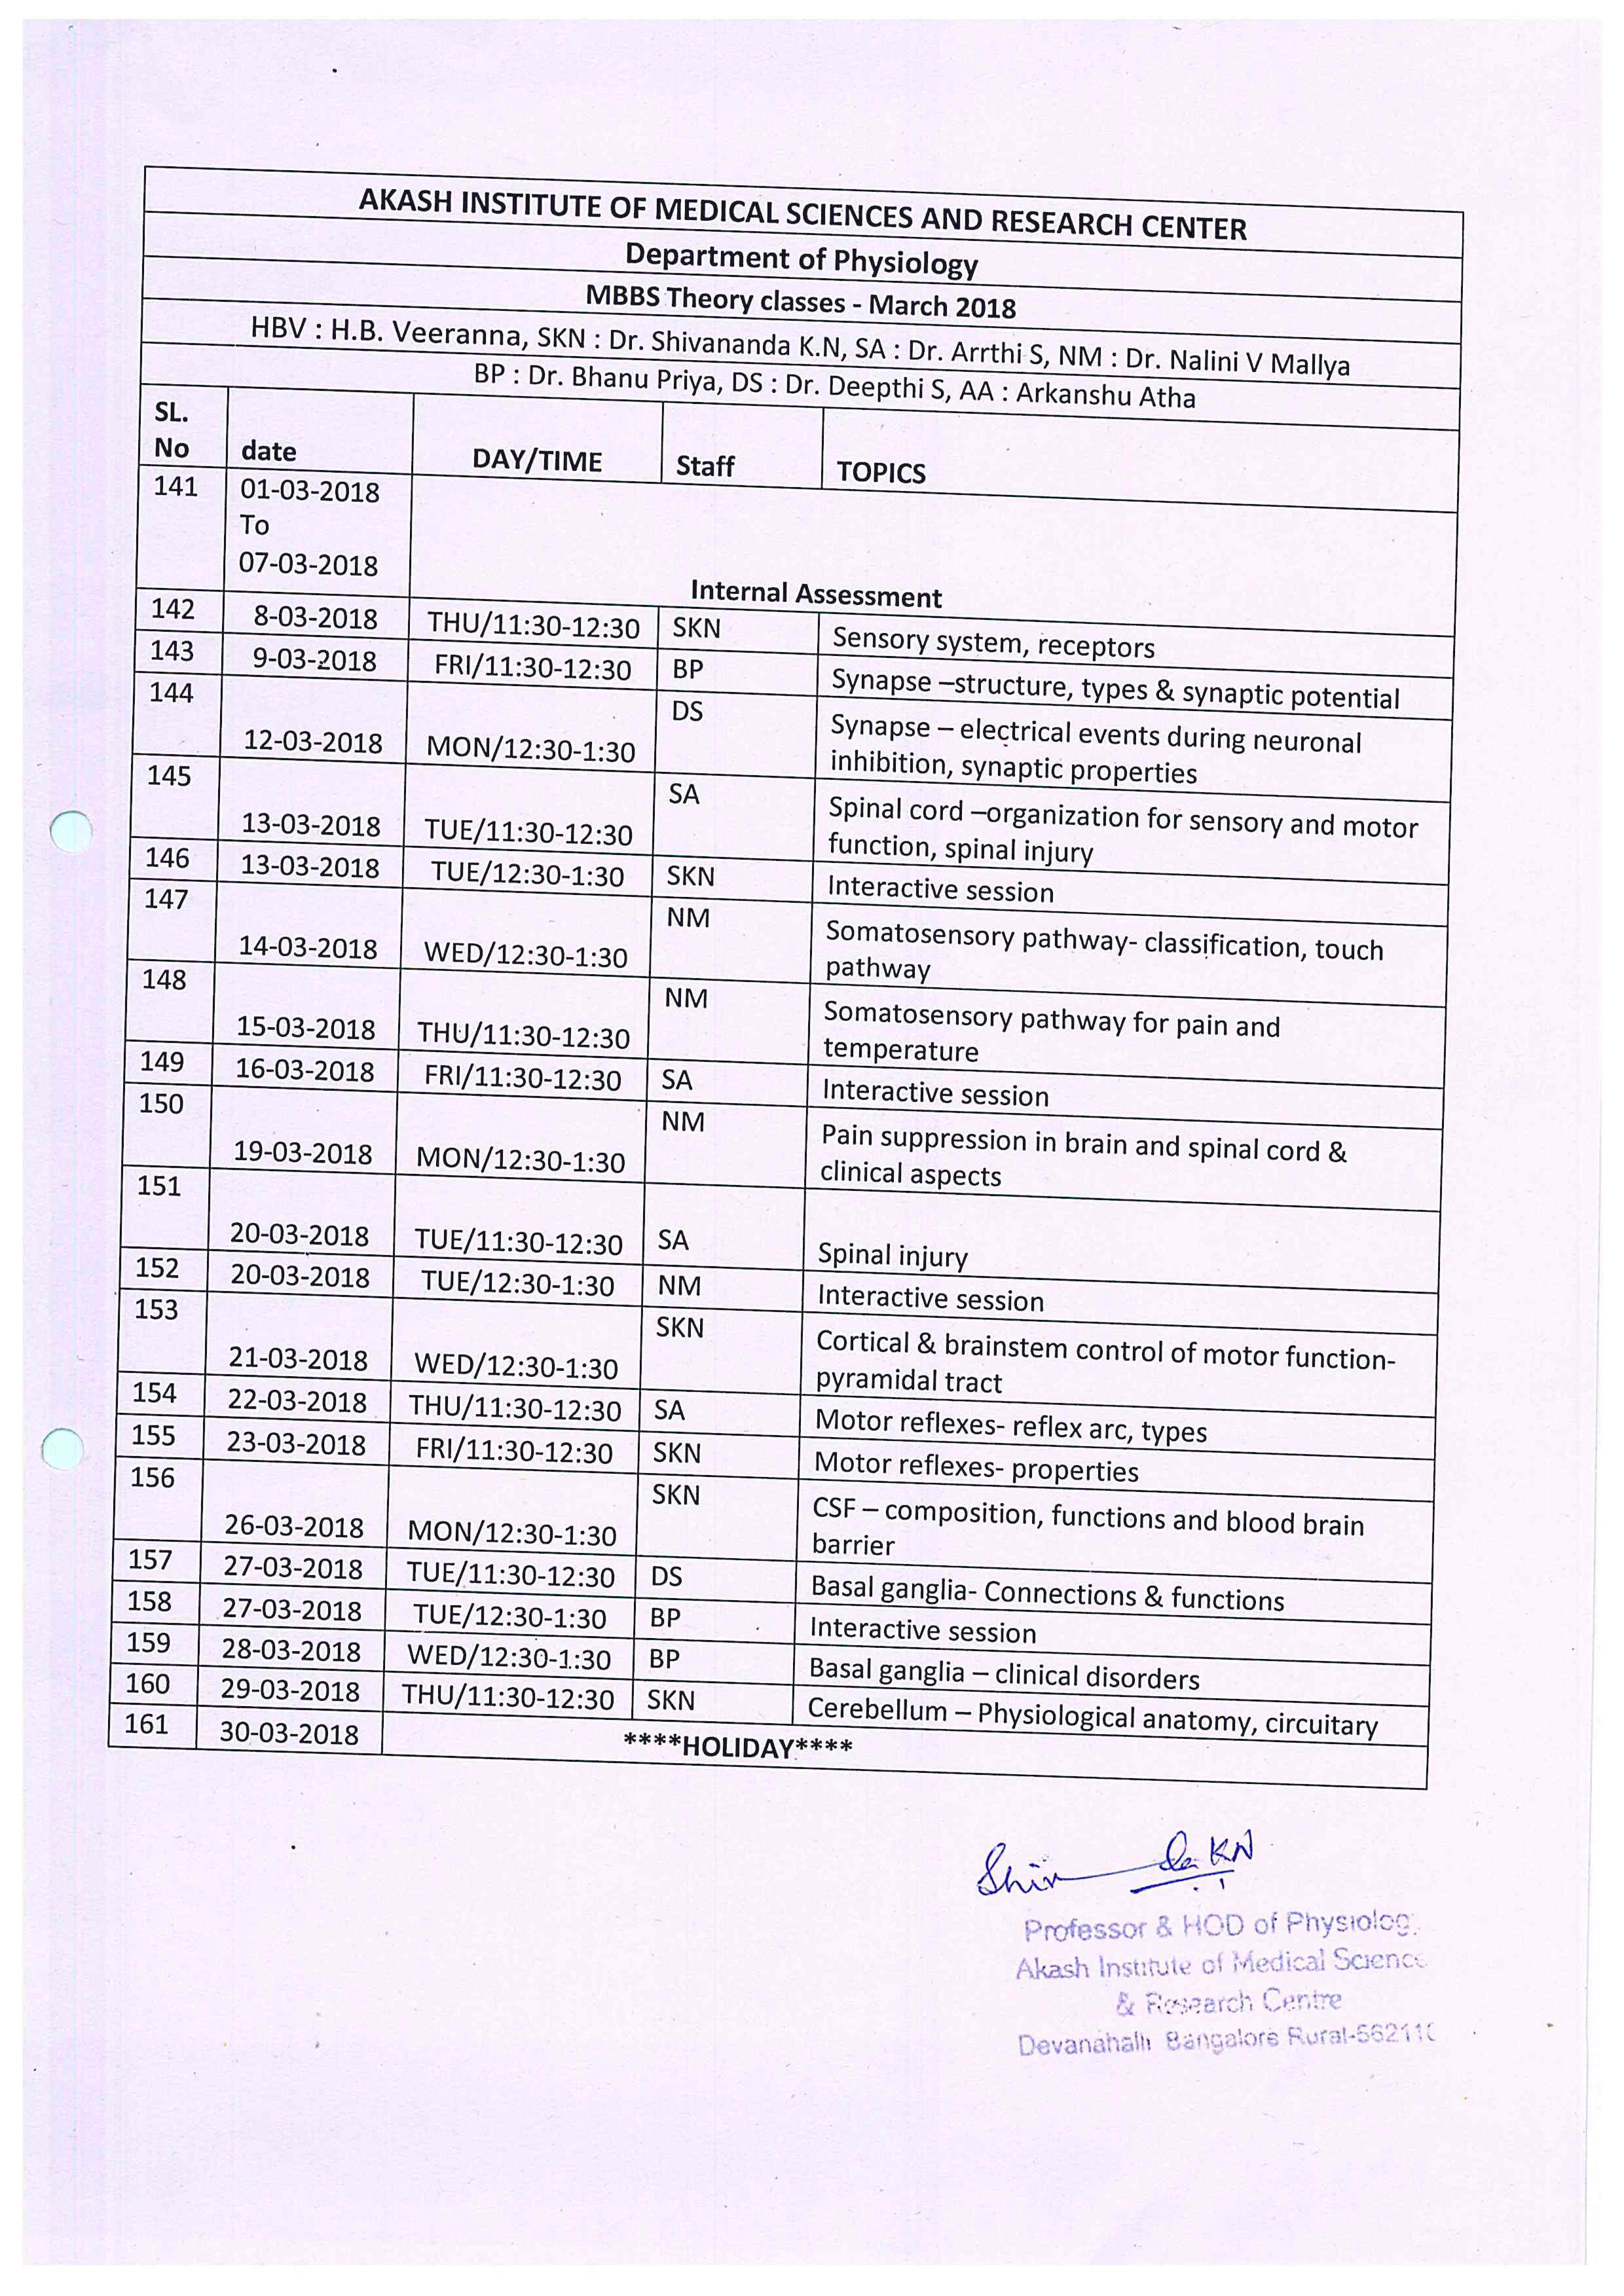 AKASH INSTITUTE OF MEDICAL SCIENCES AND RESEARCH CENTER
Department of Physiology
MBBS Theory classes - March 2018
HBV : H.B. Veeranna, SKN : Dr. Shivananda K.N, SA : Dr. Arrthi S, NM : Dr. Nalini V Mallya
BP : Dr. Bhanu Priya, DS : Dr. Deepthi S, AA : Arkanshu Atha
SL.
No date DAY/TIME Staff TOPICS
141 01-03-2018
To
07-03-2018
Internal Assessment
142 8-03-2018 THU/11:30-12:30 SKN Sensory system, receptors
143 9-03-2018 FRI/11:30-12:30 BP Synapse –structure, types & synaptic potential
144 12-03-2018 MON/12:30-1:30 DS Synapse – electrical events during neuronal
inhibition, synaptic properties
145 13-03-2018 TUE/11:30-12:30 SA Spinal cord –organization for sensory and motor
function, spinal injury
146 13-03-2018 TUE/12:30-1:30 SKN Interactive session
147 14-03-2018 WED/12:30-1:30 NM Somatosensory pathway- classification, touch
pathway
148 15-03-2018 THU/11:30-12:30 NM Somatosensory pathway for pain and
temperature
149 16-03-2018 FRI/11:30-12:30 SA Interactive session
150 19-03-2018 MON/12:30-1:30 NM Pain suppression in brain and spinal cord &
clinical aspects
151 20-03-2018 TUE/11:30-12:30 SA Spinal injury
152 20-03-2018 TUE/12:30-1:30 NM Interactive session
153 21-03-2018 WED/12:30-1:30 SKN Cortical & brainstem control of motor function-
pyramidal tract
154 22-03-2018 THU/11:30-12:30 SA Motor reflexes- reflex arc, types
155 23-03-2018 FRI/11:30-12:30 SKN Motor reflexes- properties
156 26-03-2018 MON/12:30-1:30 SKN CSF – composition, functions and blood brain
barrier
157 27-03-2018 TUE/11:30-12:30 DS Basal ganglia- Connections & functions
158 27-03-2018 TUE/12:30-1:30 BP Interactive session
159 28-03-2018 WED/12:30-1:30 BP Basal ganglia – clinical disorders
160 29-03-2018 THU/11:30-12:30 SKN Cerebellum – Physiological anatomy, circuitary
161 30-03-2018 ****HOLIDAY****
KN
Professor & HOD of Physiolog
Akash Institute of Medical Scienc
& Research Centre
Devanahalli Bangalore Rural-56211